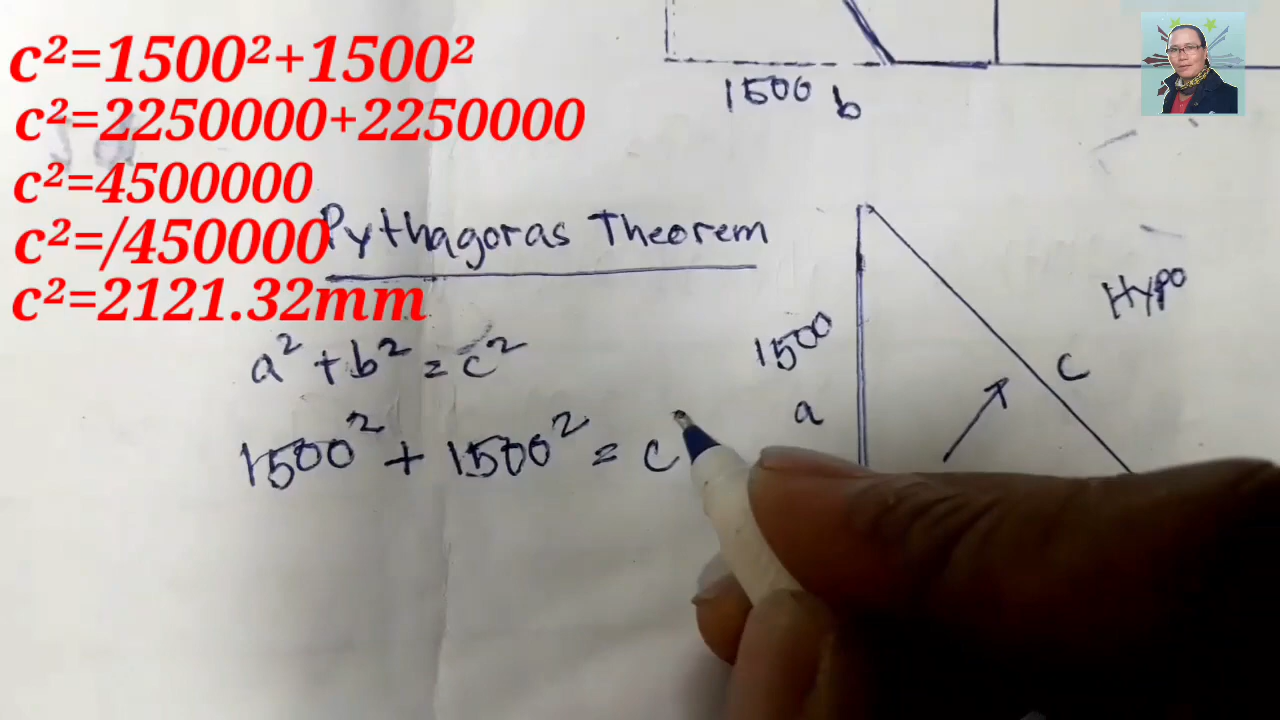 c²=1500²+1500²
c²=2250000+2250000
c²=4500000
c²=/450000
c²=2121.32mm
1500 b
Pythagoras Theorem
a² + b² = c²
1500² + 1500² = c
1500
a
Hypo
c